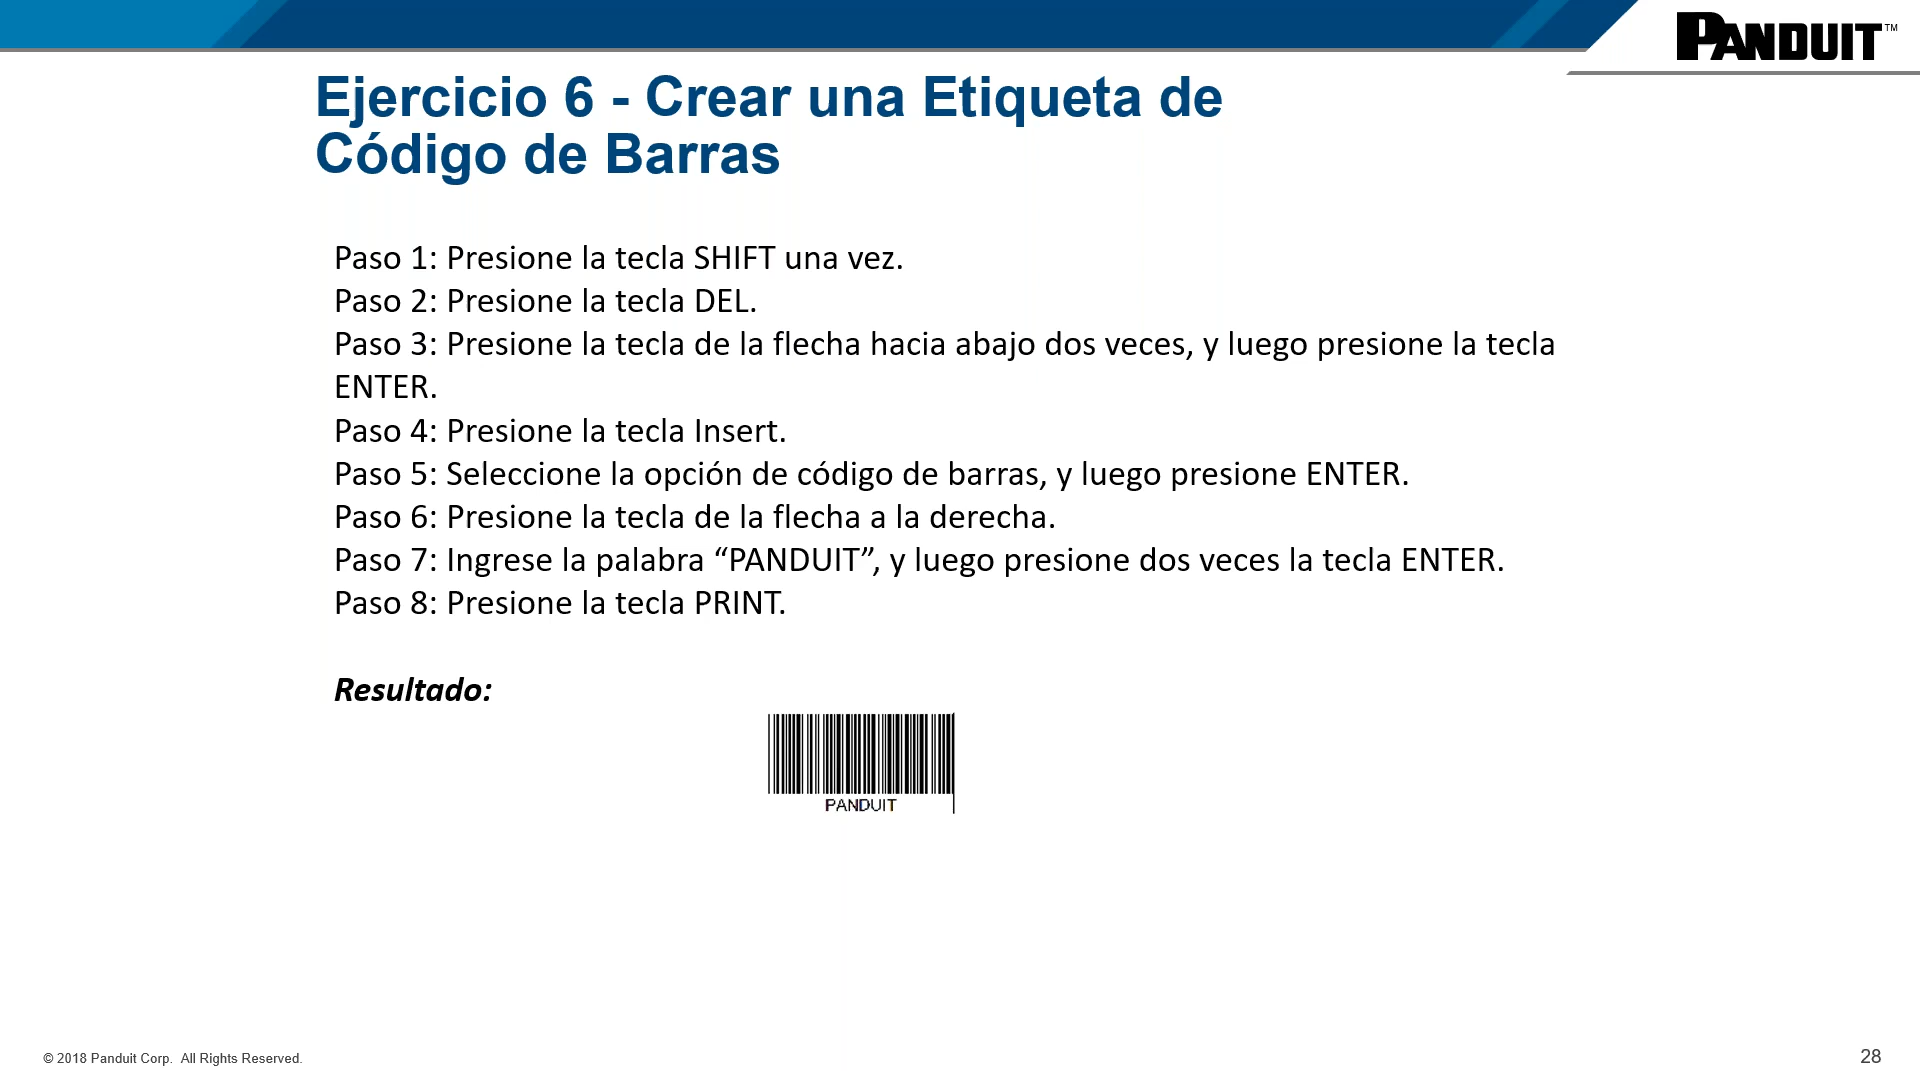 PANDUIT™
Ejercicio 6 - Crear una Etiqueta de
Código de Barras
Paso 1: Presione la tecla SHIFT una vez.
Paso 2: Presione la tecla DEL.
Paso 3: Presione la tecla de la flecha hacia abajo dos veces, y luego presione la tecla
ENTER.
Paso 4: Presione la tecla Insert.
Paso 5: Seleccione la opción de código de barras, y luego presione ENTER.
Paso 6: Presione la tecla de la flecha a la derecha.
Paso 7: Ingrese la palabra “PANDUIT”, y luego presione dos veces la tecla ENTER.
Paso 8: Presione la tecla PRINT.
Resultado:
PANDUIT
© 2018 Panduit Corp. All Rights Reserved.
28